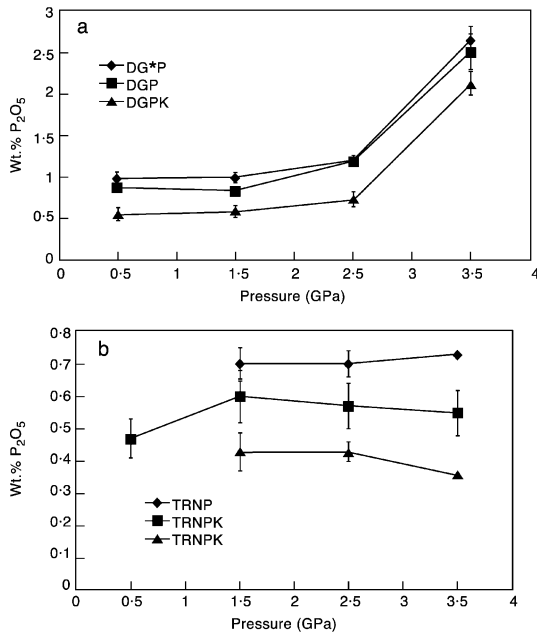 a
3
2·5
2
1·5
1
0·5
0
Wt.% P₂O₅
DG*P
DGP
DGPK
0 0·5 1 1·5 2 2·5 3 3·5 4
Pressure (GPa)
b
0·8
0·7
0·6
0·5
0·4
0·3
0·2
0·1
0
Wt.% P₂O₅
TRNP
TRNPK
TRNPK
0 0·5 1 1·5 2 2·5 3 3·5 4
Pressure (GPa)